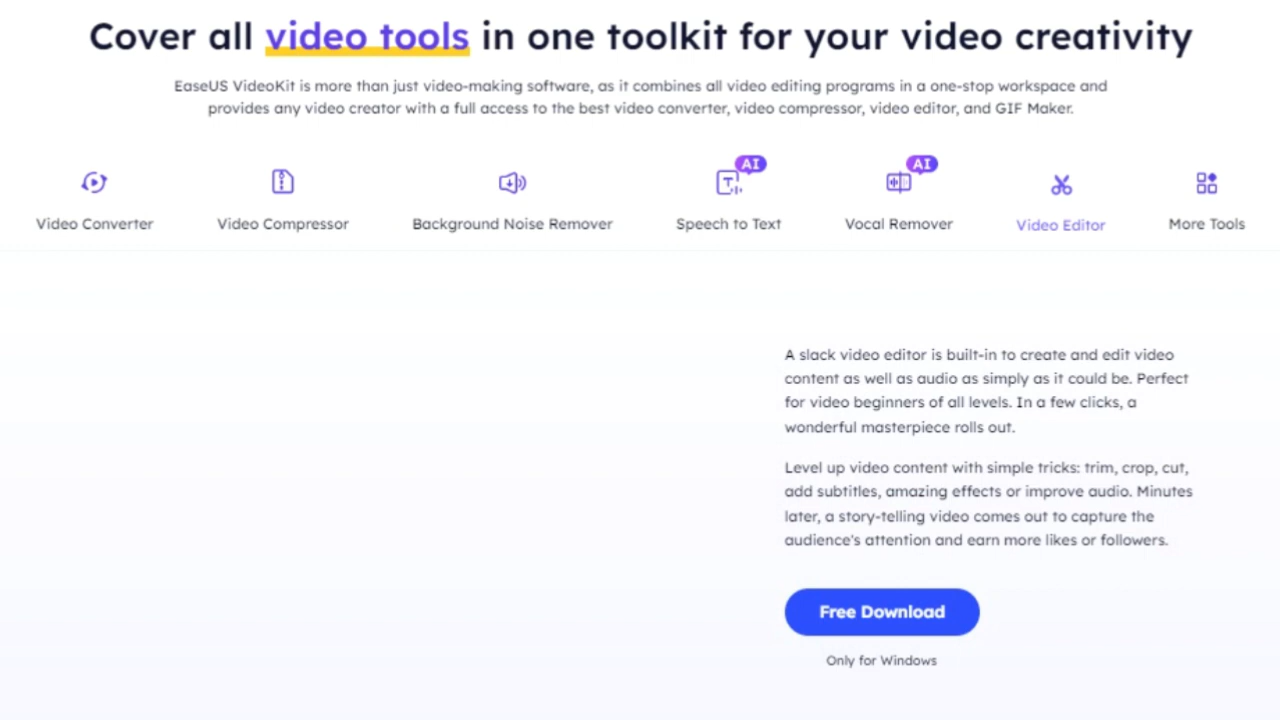 Cover all video tools in one toolkit for your video creativity
EaseUS VideoKit is more than just video-making software, as it combines all video editing programs in a one-stop workspace and
provides any video creator with a full access to the best video converter, video compressor, video editor, and GIF Maker.
AI AI
Video Converter Video Compressor Background Noise Remover Speech to Text Vocal Remover Video Editor More Tools
A slack video editor is built-in to create and edit video
content as well as audio as simply as it could be. Perfect
for video beginners of all levels. In a few clicks, a
wonderful masterpiece rolls out.
Level up video content with simple tricks: trim, crop, cut,
add subtitles, amazing effects or improve audio. Minutes
later, a story-telling video comes out to capture the
audience's attention and earn more likes or followers.
Free Download
Only for Windows